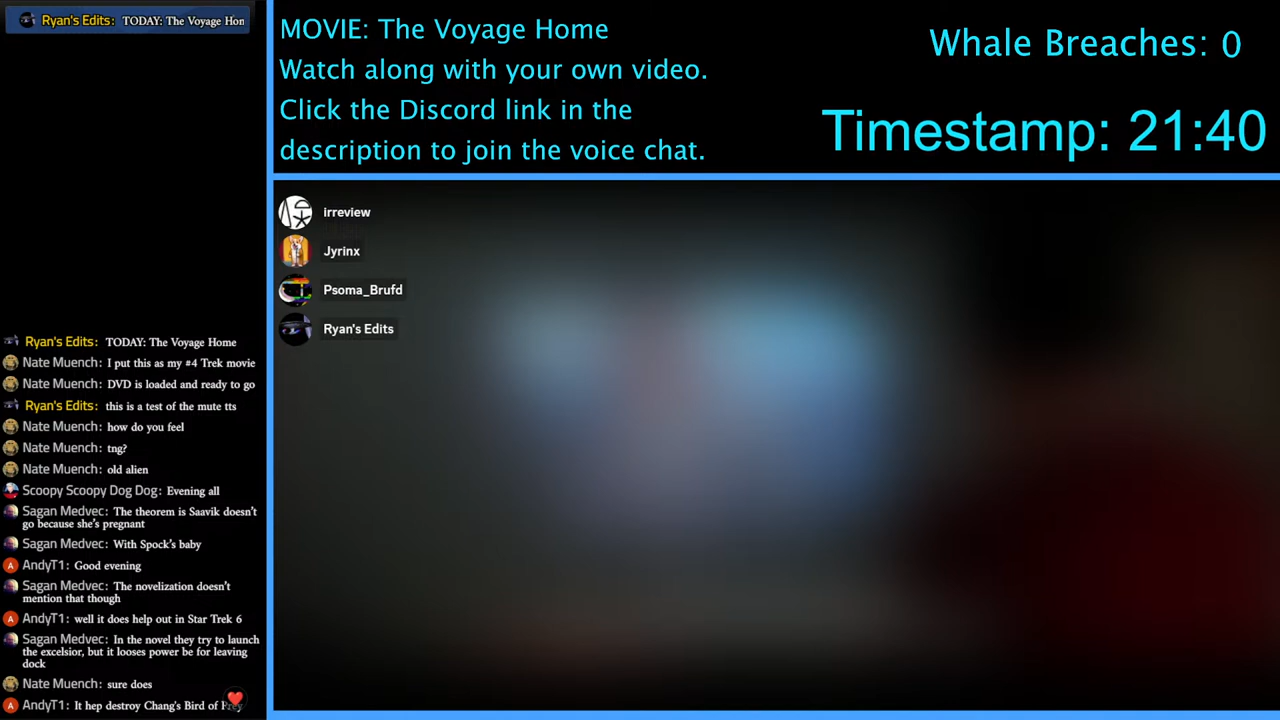 Ryan's Edits: TODAY: The Voyage Hon
MOVIE: The Voyage Home
Watch along with your own video.
Click the Discord link in the
description to join the voice chat.
Whale Breaches: 0
Timestamp: 21:40
irreview
Jyrinx
Psoma_Brufd
Ryan's Edits
Ryan's Edits: TODAY: The Voyage Home
Nate Muench: I put this as my #4 Trek movie
Nate Muench: DVD is loaded and ready to go
Ryan's Edits: this is a test of the mute tts
Nate Muench: how do you feel
Nate Muench: tng?
Nate Muench: old alien
Scoopy Scoopy Dog Dog: Evening all
Sagan Medvec: The theorem is Saavik doesn't
go because she's pregnant
Sagan Medvec: With Spock's baby
A AndyT1: Good evening
Sagan Medvec: The novelization doesn't
mention that though
A AndyT1: well it does help out in Star Trek 6
Sagan Medvec: In the novel they try to launch
the excelsior, but it looses power be for leaving
dock
Nate Muench: sure does
A AndyT1: It hep destroy Chang's Bird of Prey